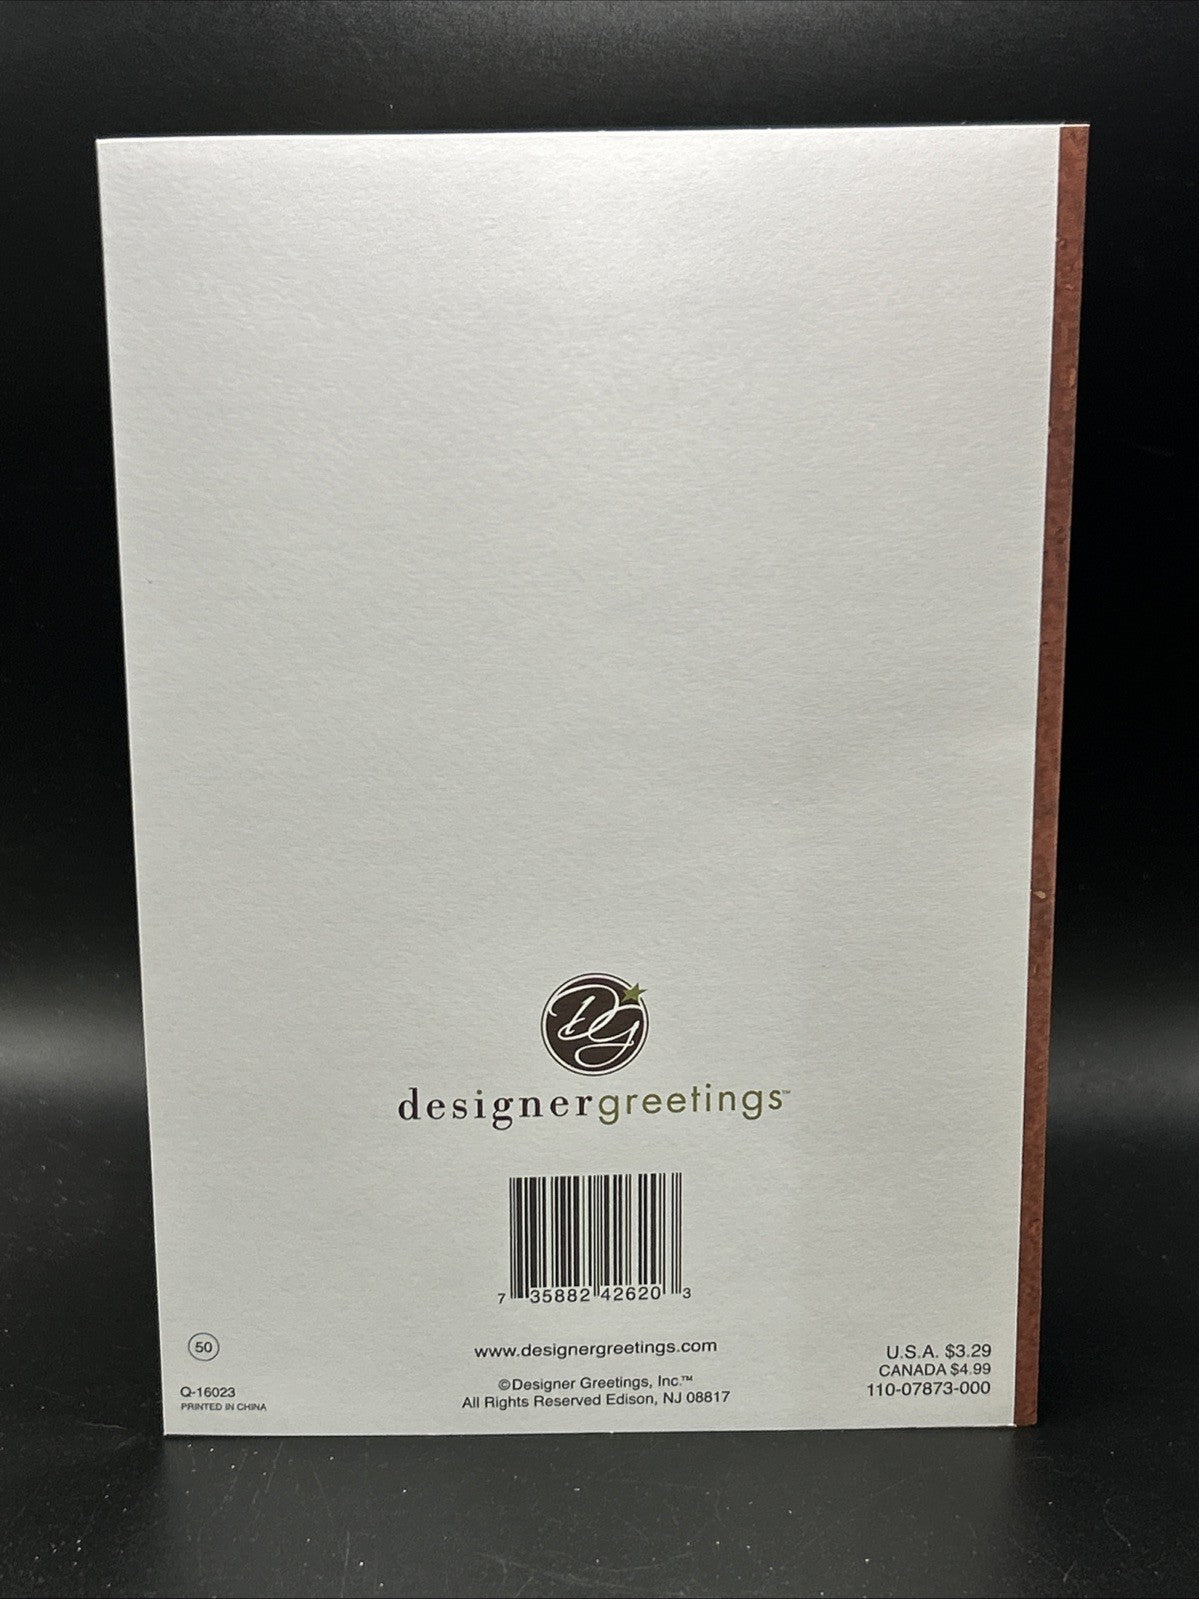 DG
designergreetings™
7 35882 42620 3
50
www.designergreetings.com
U.S.A. $3.29
CANADA $4.99
110-07873-000
Q-16023
PRINTED IN CHINA
©Designer Greetings, Inc.™
All Rights Reserved Edison, NJ 08817